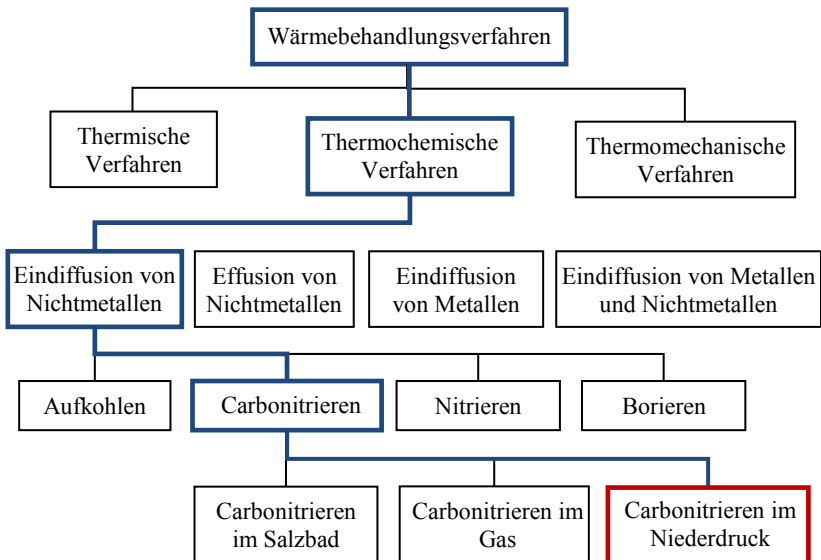 Wärmebehandlungsverfahren
Thermische
Verfahren
Thermochemische
Verfahren
Thermomechanische
Verfahren
Eindiffusion von
Nichtmetallen
Effusion von
Nichtmetallen
Eindiffusion
von Metallen
Eindiffusion von Metallen
und Nichtmetallen
Aufkohlen
Carbonitrieren
Nitrieren
Borieren
Carbonitrieren
im Salzbad
Carbonitrieren im
Gas
Carbonitrieren im
Niederdruck